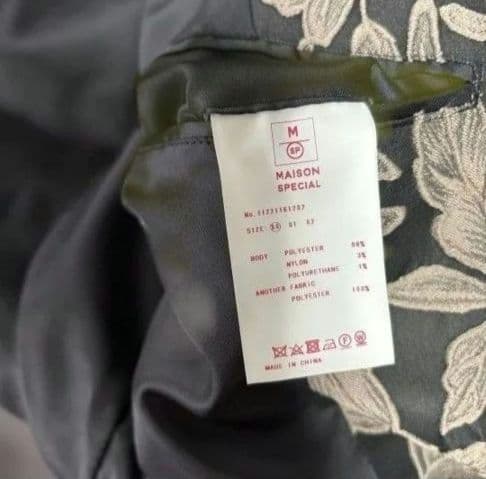 M
SP
MAISON
SPECIAL
No. 11231161207
SIZE 00 01 02
BODY POLYESTER 96%
NYLON 3%
POLYURETHANE 1%
ANOTHER FABRIC
POLYESTER 100%
F W
MADE IN CHINA